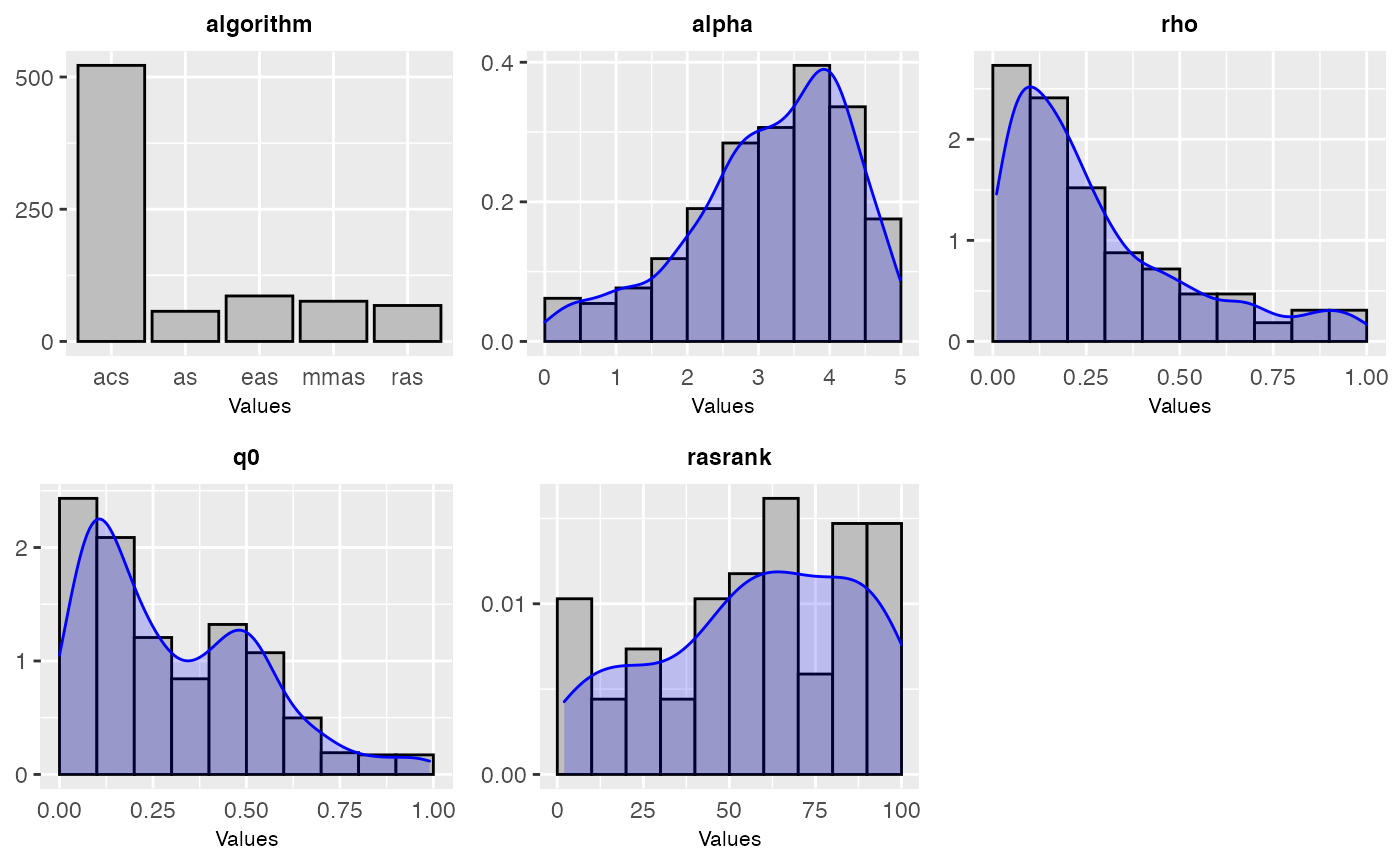 algorithm
500
250
0
acs as eas mmas ras
Values
alpha
0.4
0.2
0.0
0 1 2 3 4 5
Values
rho
2
1
0
0.00 0.25 0.50 0.75 1.00
Values
q0
2
1
0
0.00 0.25 0.50 0.75 1.00
Values
rasrank
0.01
0.00
0 25 50 75 100
Values